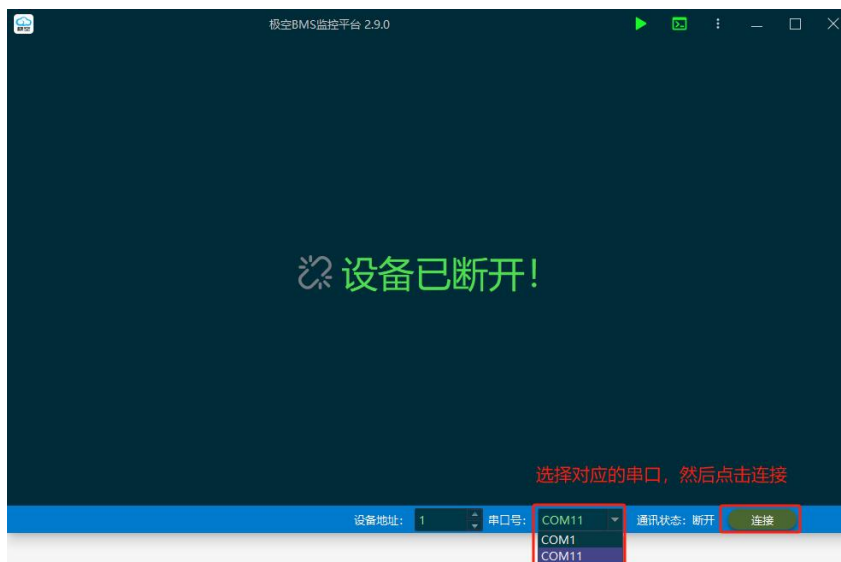 极空BMS监控平台 2.9.0
设备已断开!
选择对应的串口，然后点击连接
设备地址: 1 串口号: COM11 通讯状态: 断开 连接
COM1
COM11